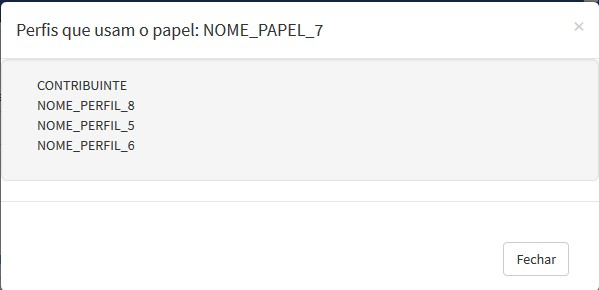 Perfis que usam o papel: NOME_PAPEL_7
×
CONTRIBUINTE
NOME_PERFIL_8
NOME_PERFIL_5
NOME_PERFIL_6
Fechar